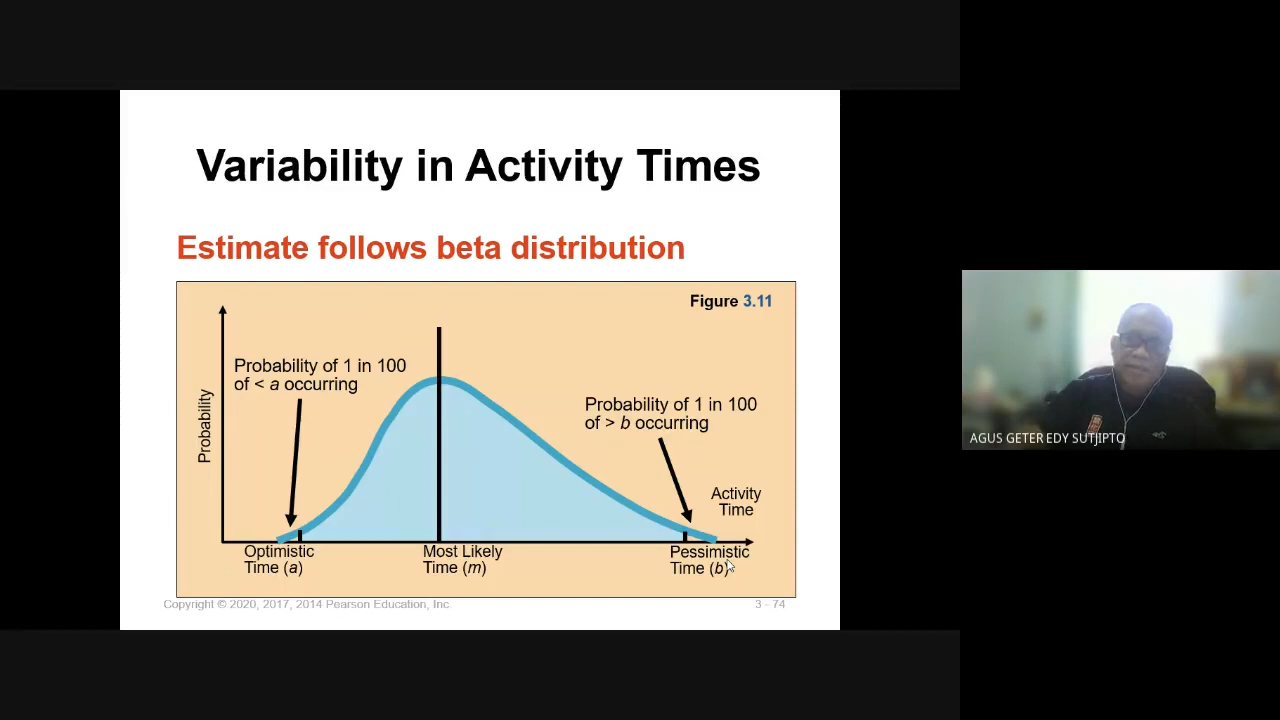 Variability in Activity Times
Estimate follows beta distribution
Figure 3.11
Probability of 1 in 100
of < a occurring
Probability of 1 in 100
of > b occurring
Probability
Activity
Time
Optimistic
Time (a)
Most Likely
Time (m)
Pessimistic
Time (b)
Copyright © 2020, 2017, 2014 Pearson Education, Inc.
3 - 74
AGUS GETER EDY SUTJIPTO